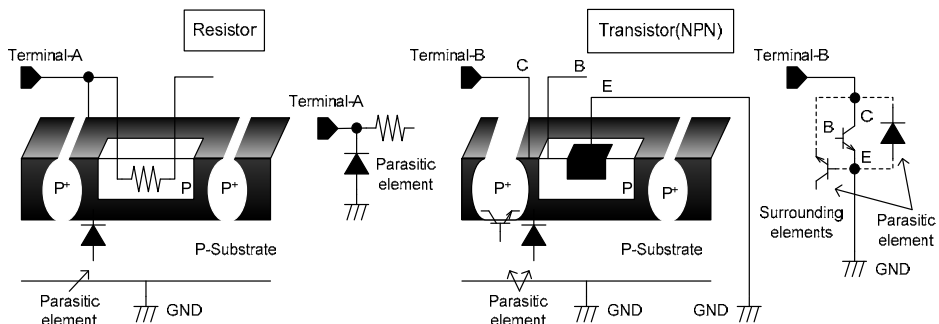 Resistor
Terminal-A
P+
P
P+
P-Substrate
Parasitic
element
GND
Terminal-A
Parasitic
element
Transistor(NPN)
Terminal-B
C
B
E
P+
P
P+
P-Substrate
Parasitic
element
GND
GND
Terminal-B
C
B
E
Surrounding
elements
Parasitic
element
GND